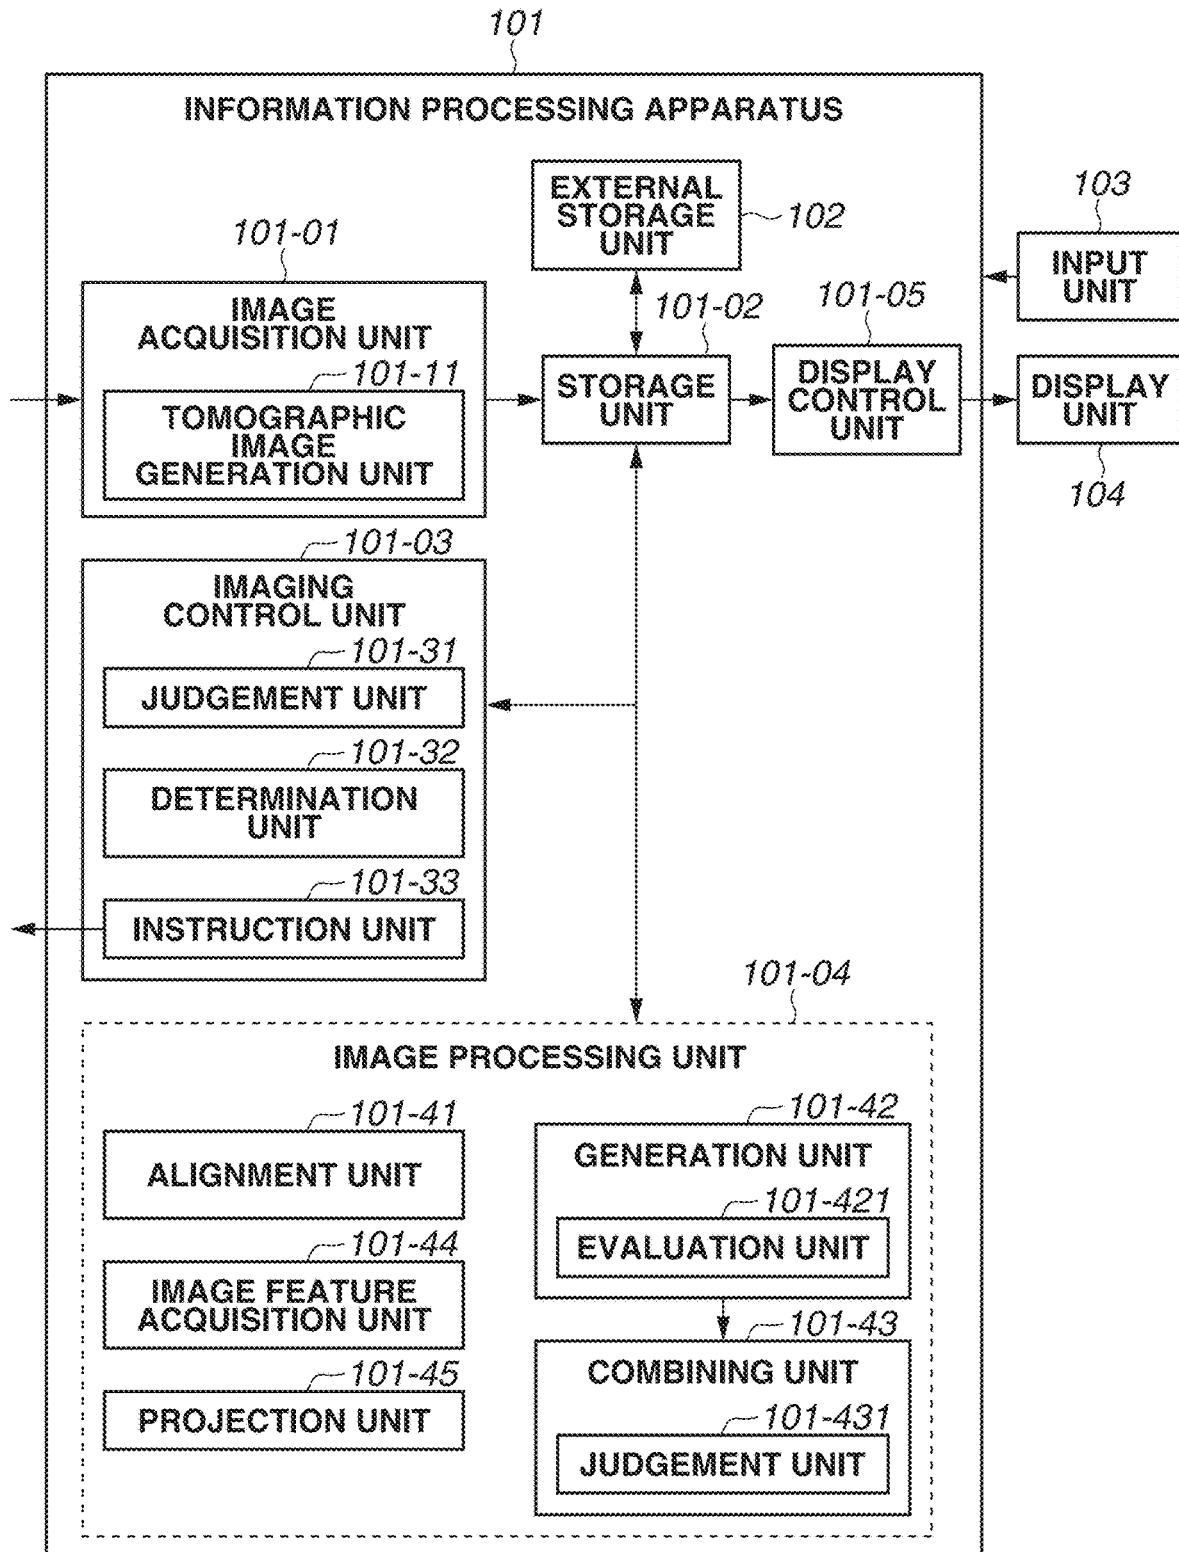 101
INFORMATION PROCESSING APPARATUS
EXTERNAL
STORAGE
UNIT
102
103
INPUT
UNIT
101-01
IMAGE
ACQUISITION UNIT
101-11
TOMOGRAPHIC
IMAGE
GENERATION UNIT
101-02
STORAGE
UNIT
101-05
DISPLAY
CONTROL
UNIT
DISPLAY
UNIT
104
101-03
IMAGING
CONTROL UNIT
101-31
JUDGEMENT UNIT
101-32
DETERMINATION
UNIT
101-33
INSTRUCTION UNIT
101-04
IMAGE PROCESSING UNIT
101-41
ALIGNMENT UNIT
101-44
IMAGE FEATURE
ACQUISITION UNIT
101-45
PROJECTION UNIT
101-42
GENERATION UNIT
101-421
EVALUATION UNIT
101-43
COMBINING UNIT
101-431
JUDGEMENT UNIT